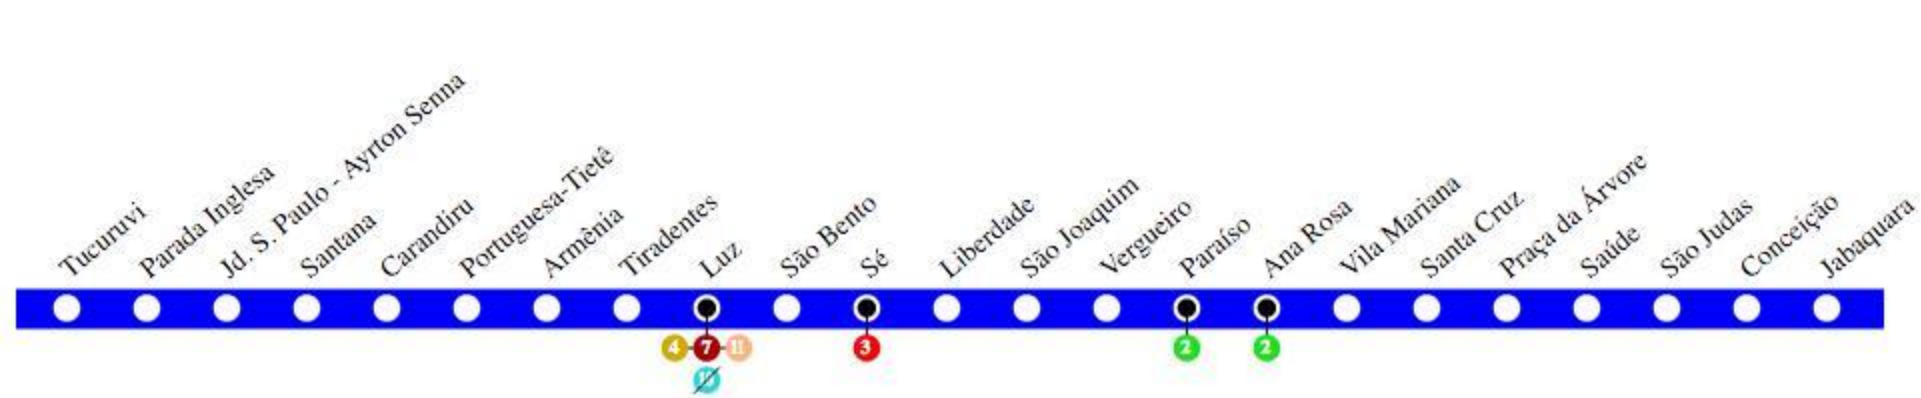 Tucuruvi
Parada Inglesa
Jd. S. Paulo - Ayrton Senna
Santana
Carandiru
Portuguesa-Tietê
Armênia
Tiradentes
Luz
São Bento
Sé
Liberdade
São Joaquim
Vergueiro
Paraíso
Ana Rosa
Vila Mariana
Santa Cruz
Praça da Árvore
Saúde
São Judas
Conceição
Jabaquara
4 7 11 3 2 2
10